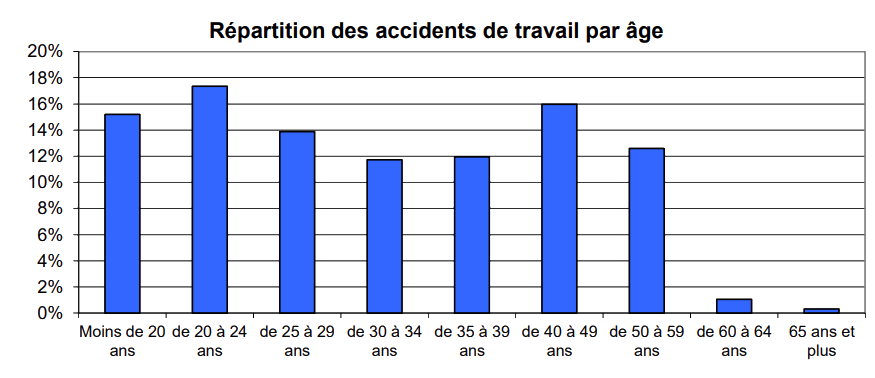 Répartition des accidents de travail par âge
20%
18%
16%
14%
12%
10%
8%
6%
4%
2%
0%
Moins de 20 ans
de 20 à 24 ans
de 25 à 29 ans
de 30 à 34 ans
de 35 à 39 ans
de 40 à 49 ans
de 50 à 59 ans
de 60 à 64 ans
65 ans et plus